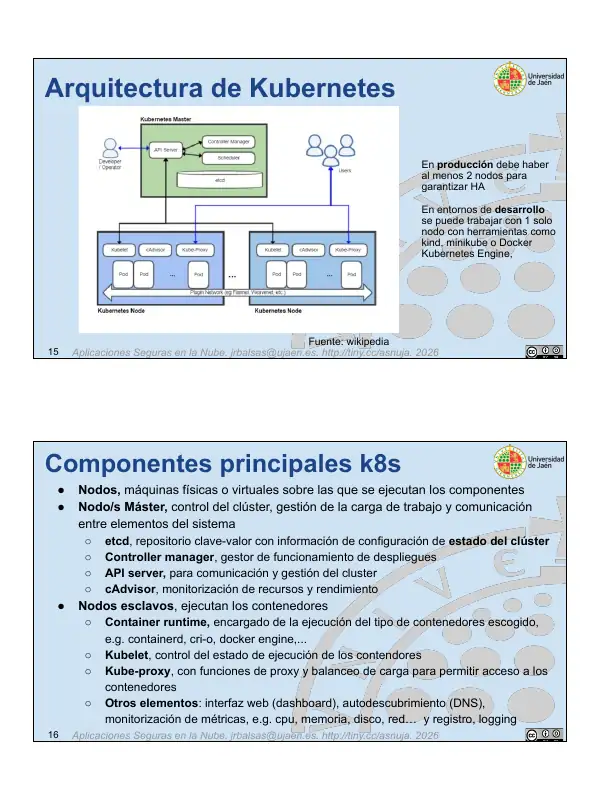 Arquitectura de Kubernetes
Universidad
de Jaén
Kubernetes Master
Developer
/ Operator
API Server
Controller Manager
Scheduler
etcd
Users
Kubelet
cAdvisor
Kube-Proxy
Kubelet
cAdvisor
Kube-Proxy
Pod
Pod
...
Pod
...
Pod
Pod
...
Pod
Plugin Network (eg Flannel, Weavenet, etc. )
Kubernetes Node
Kubernetes Node
En producción debe haber
al menos 2 nodos para
garantizar HA
En entornos de desarrollo
se puede trabajar con 1 solo
nodo con herramientas como
kind, minikube o Docker
Kubernetes Engine,
Fuente: wikipedia
15
Aplicaciones Seguras en la Nube. jrbalsas@ujaen.es. http://tiny.cc/asnuja. 2026
Componentes principales k8s
Universidad
de Jaén
● Nodos, máquinas físicas o virtuales sobre las que se ejecutan los componentes
● Nodo/s Máster, control del clúster, gestión de la carga de trabajo y comunicación
entre elementos del sistema
○ etcd, repositorio clave-valor con información de configuración de estado del clúster
○ Controller manager, gestor de funcionamiento de despliegues
○ API server, para comunicación y gestión del cluster
○ cAdvisor, monitorización de recursos y rendimiento
● Nodos esclavos, ejecutan los contenedores
○ Container runtime, encargado de la ejecución del tipo de contenedores escogido,
e.g. containerd, cri-o, docker engine,...
○ Kubelet, control del estado de ejecución de los contendores
○ Kube-proxy, con funciones de proxy y balanceo de carga para permitir acceso a los
contenedores
○ Otros elementos: interfaz web (dashboard), autodescubrimiento (DNS),
monitorización de métricas, e.g. cpu, memoria, disco, red… y registro, logging
16
Aplicaciones Seguras en la Nube. jrbalsas@ujaen.es. http://tiny.cc/asnuja. 2026